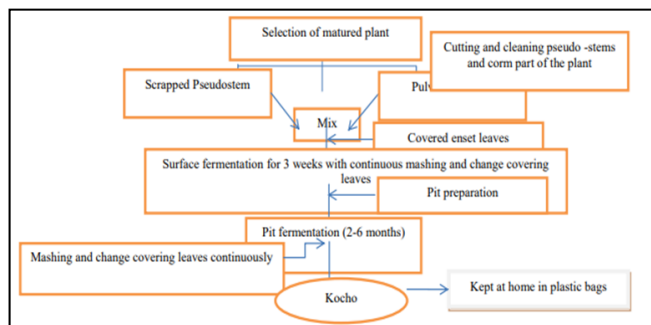 Selection of matured plant
Cutting and cleaning pseudo -stems
and corm part of the plant
Scrapped Pseudostem
Mix
Covered enset leaves
Surface fermentation for 3 weeks with continuous mashing and change covering
leaves
Pit preparation
Pit fermentation (2-6 months)
Mashing and change covering leaves continuously
Kocho
Kept at home in plastic bags